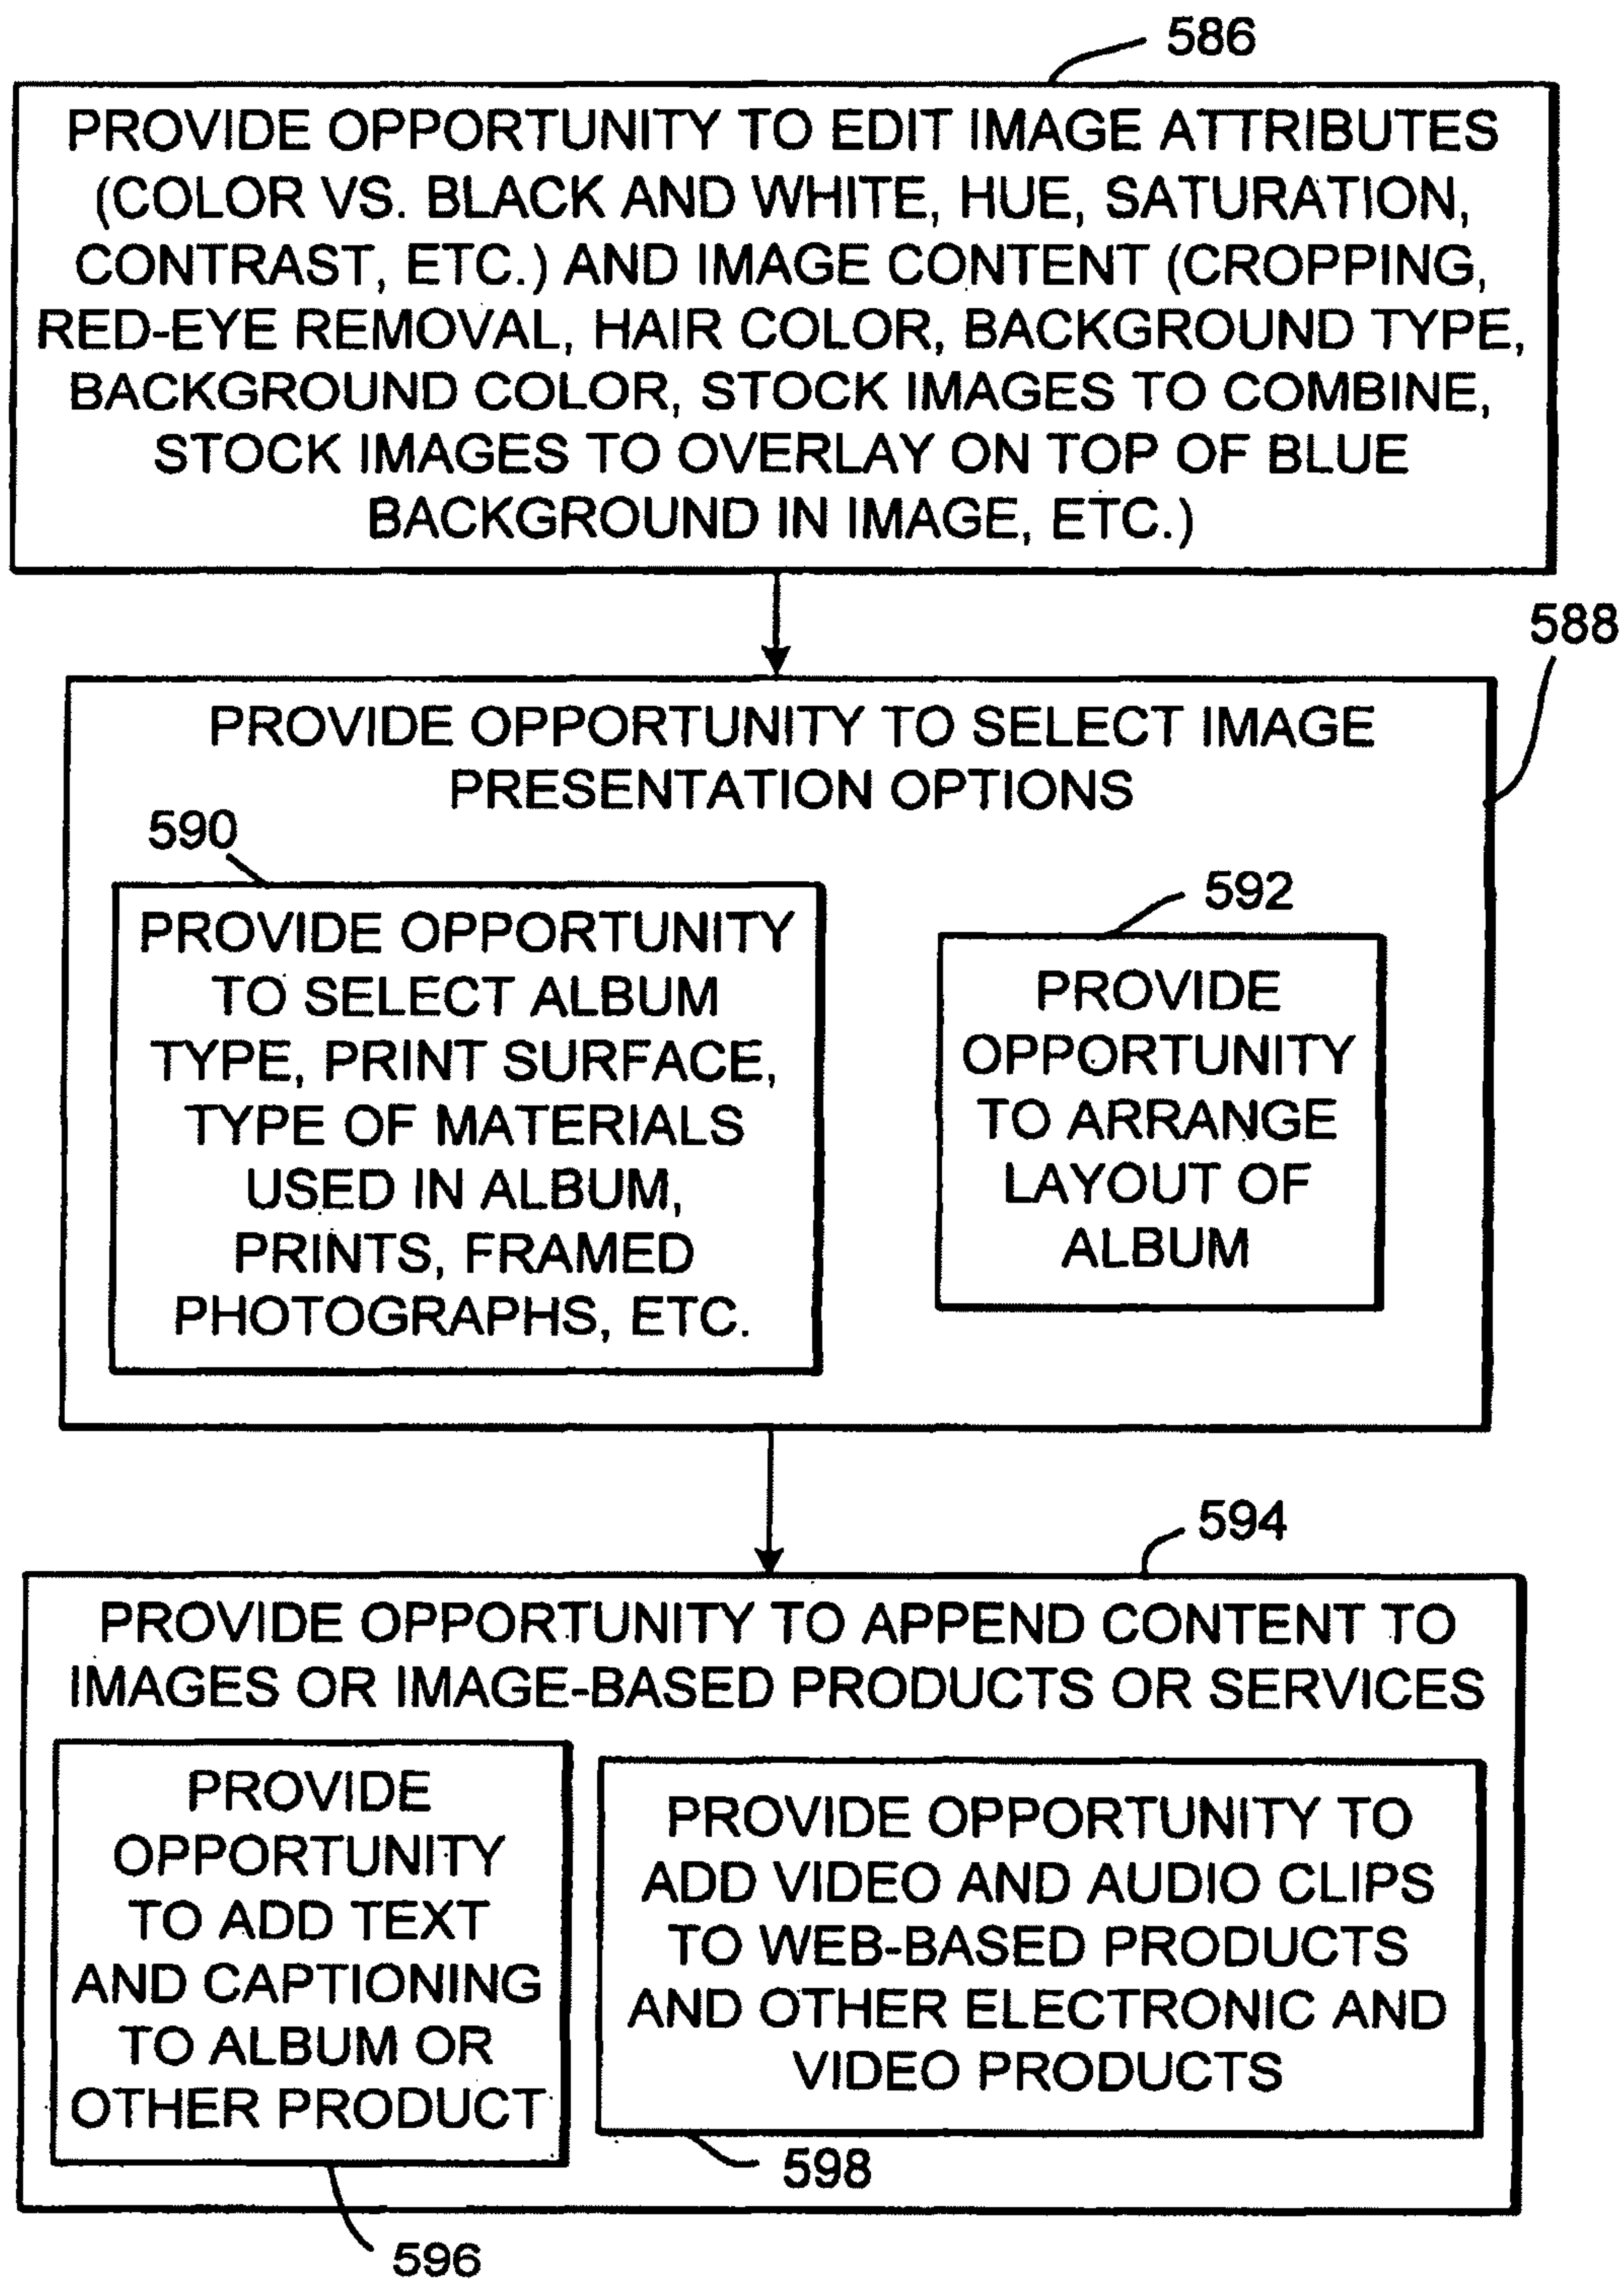 586
PROVIDE OPPORTUNITY TO EDIT IMAGE ATTRIBUTES
(COLOR VS. BLACK AND WHITE, HUE, SATURATION,
CONTRAST, ETC.) AND IMAGE CONTENT (CROPPING,
RED-EYE REMOVAL, HAIR COLOR, BACKGROUND TYPE,
BACKGROUND COLOR, STOCK IMAGES TO COMBINE,
STOCK IMAGES TO OVERLAY ON TOP OF BLUE
BACKGROUND IN IMAGE, ETC.)
588
PROVIDE OPPORTUNITY TO SELECT IMAGE
PRESENTATION OPTIONS
590
PROVIDE OPPORTUNITY
TO SELECT ALBUM
TYPE, PRINT SURFACE,
TYPE OF MATERIALS
USED IN ALBUM,
PRINTS, FRAMED
PHOTOGRAPHS, ETC.
592
PROVIDE
OPPORTUNITY
TO ARRANGE
LAYOUT OF
ALBUM
594
PROVIDE OPPORTUNITY TO APPEND CONTENT TO
IMAGES OR IMAGE-BASED PRODUCTS OR SERVICES
PROVIDE
OPPORTUNITY
TO ADD TEXT
AND CAPTIONING
TO ALBUM OR
OTHER PRODUCT
596
PROVIDE OPPORTUNITY TO
ADD VIDEO AND AUDIO CLIPS
TO WEB-BASED PRODUCTS
AND OTHER ELECTRONIC AND
VIDEO PRODUCTS
598